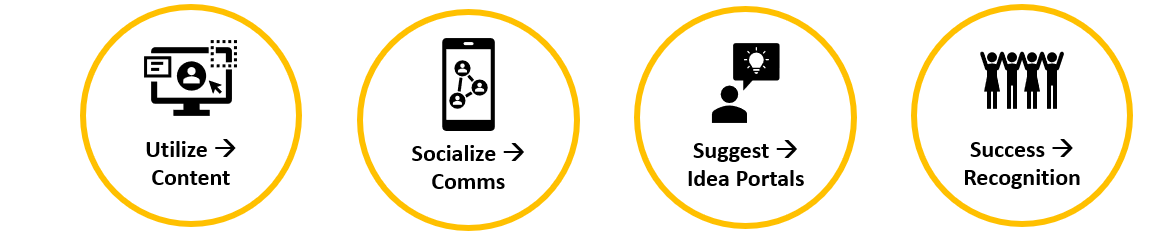 Utilize →
Content
Socialize →
Comms
Suggest →
Idea Portals
Success →
Recognition